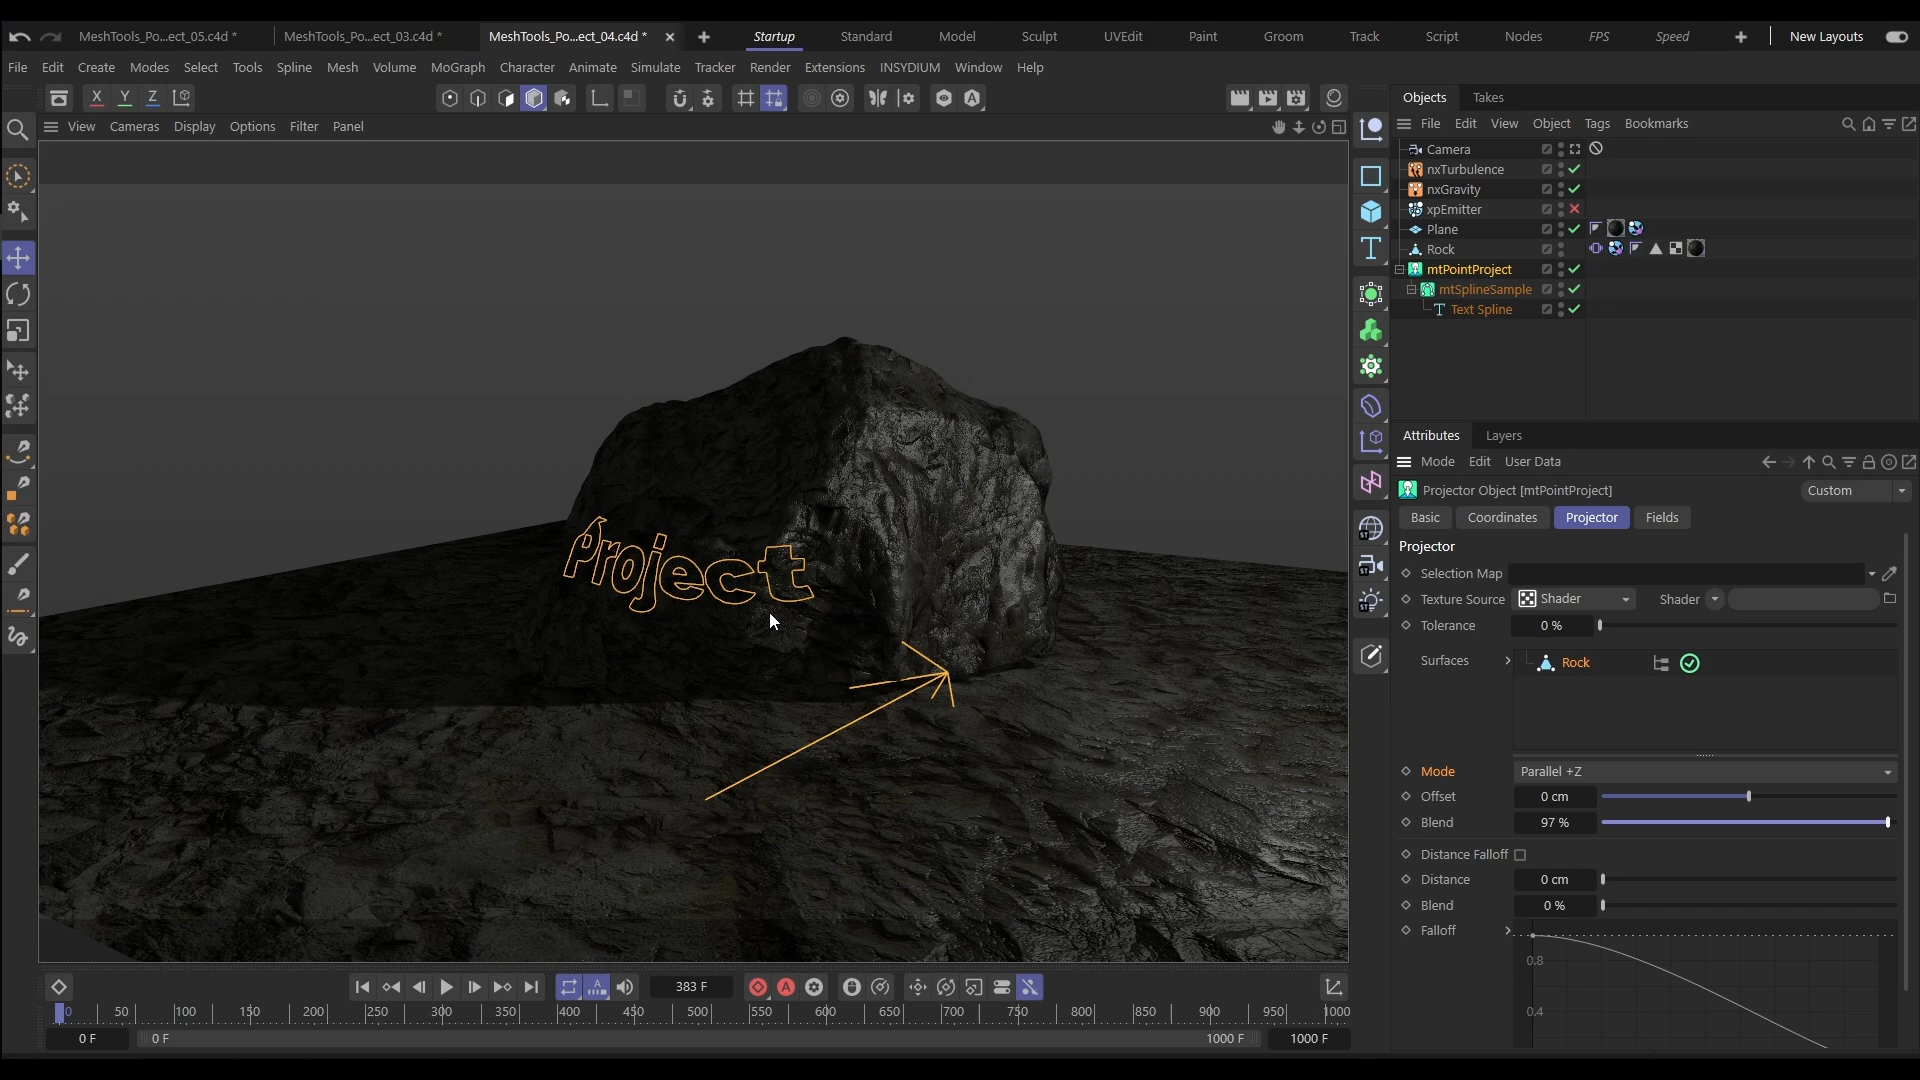 MeshTools_Po...ect_05.c4d * MeshTools_Po...ect_03.c4d * MeshTools_Po...ect_04.c4d * Startup Standard Model Sculpt UVEdit Paint Groom Track Script Nodes FPS Speed New Layouts
File Edit Create Modes Select Tools Spline Mesh Volume MoGraph Character Animate Simulate Tracker Render Extensions INSYDIUM Window Help
X Y Z
Objects Takes
View Cameras Display Options Filter Panel
File Edit View Object Tags Bookmarks
Camera
nxTurbulence
nxGravity
xpEmitter
Plane
Rock
mtPointProject
mtSplineSample
Text Spline
Project
Attributes Layers
Mode Edit User Data
Projector Object [mtPointProject] Custom
Basic Coordinates Projector Fields
Projector
Selection Map
Texture Source Shader Shader
Tolerance 0 %
Surfaces Rock
Mode Parallel +Z
Offset 0 cm
Blend 97 %
Distance Falloff
Distance 0 cm
Blend 0 %
Falloff
0.8
0.4
383 F
0 50 100 150 200 250 300 350 400 450 500 550 600 650 700 750 800 850 900 950 1000
0 F 0 F 1000 F 1000 F